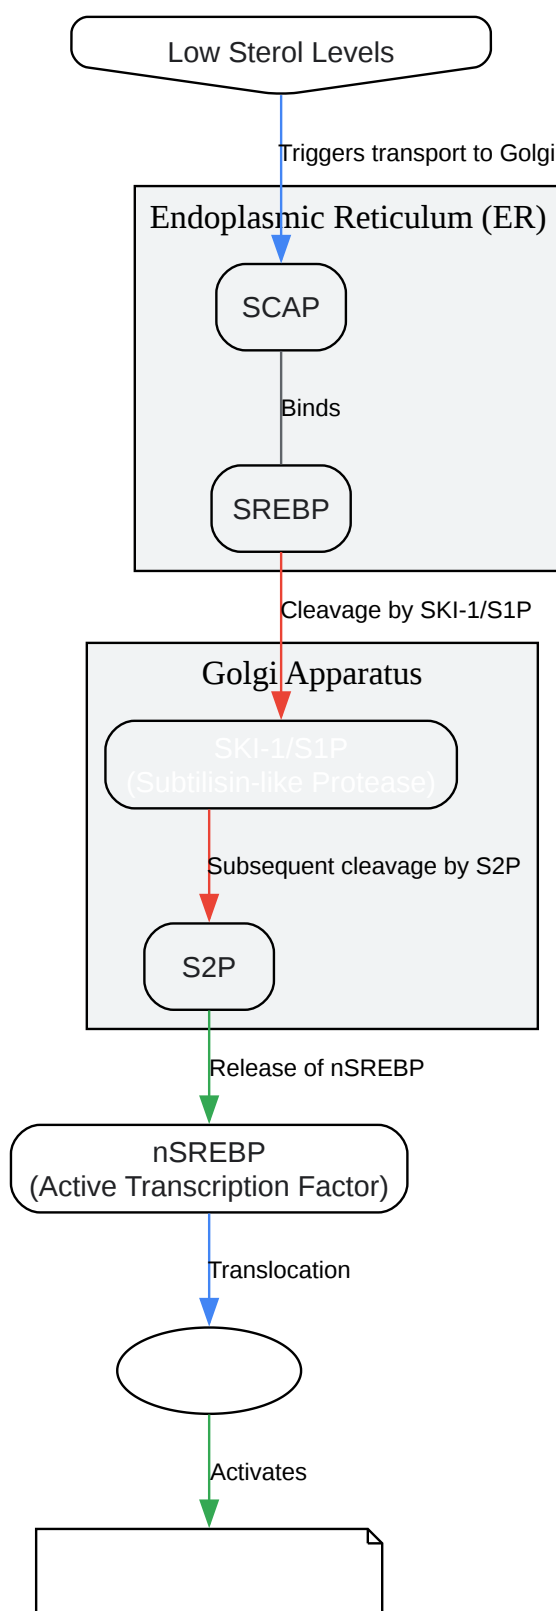 Low Sterol Levels
Triggers transport to Golgi
Endoplasmic Reticulum (ER)
SCAP
Binds
SREBP
Cleavage by SKI-1/S1P
Golgi Apparatus
SKI-1/S1P
(Subtilisin-like Protease)
Subsequent cleavage by S2P
S2P
Release of nSREBP
nSREBP
(Active Transcription Factor)
Translocation
Activates